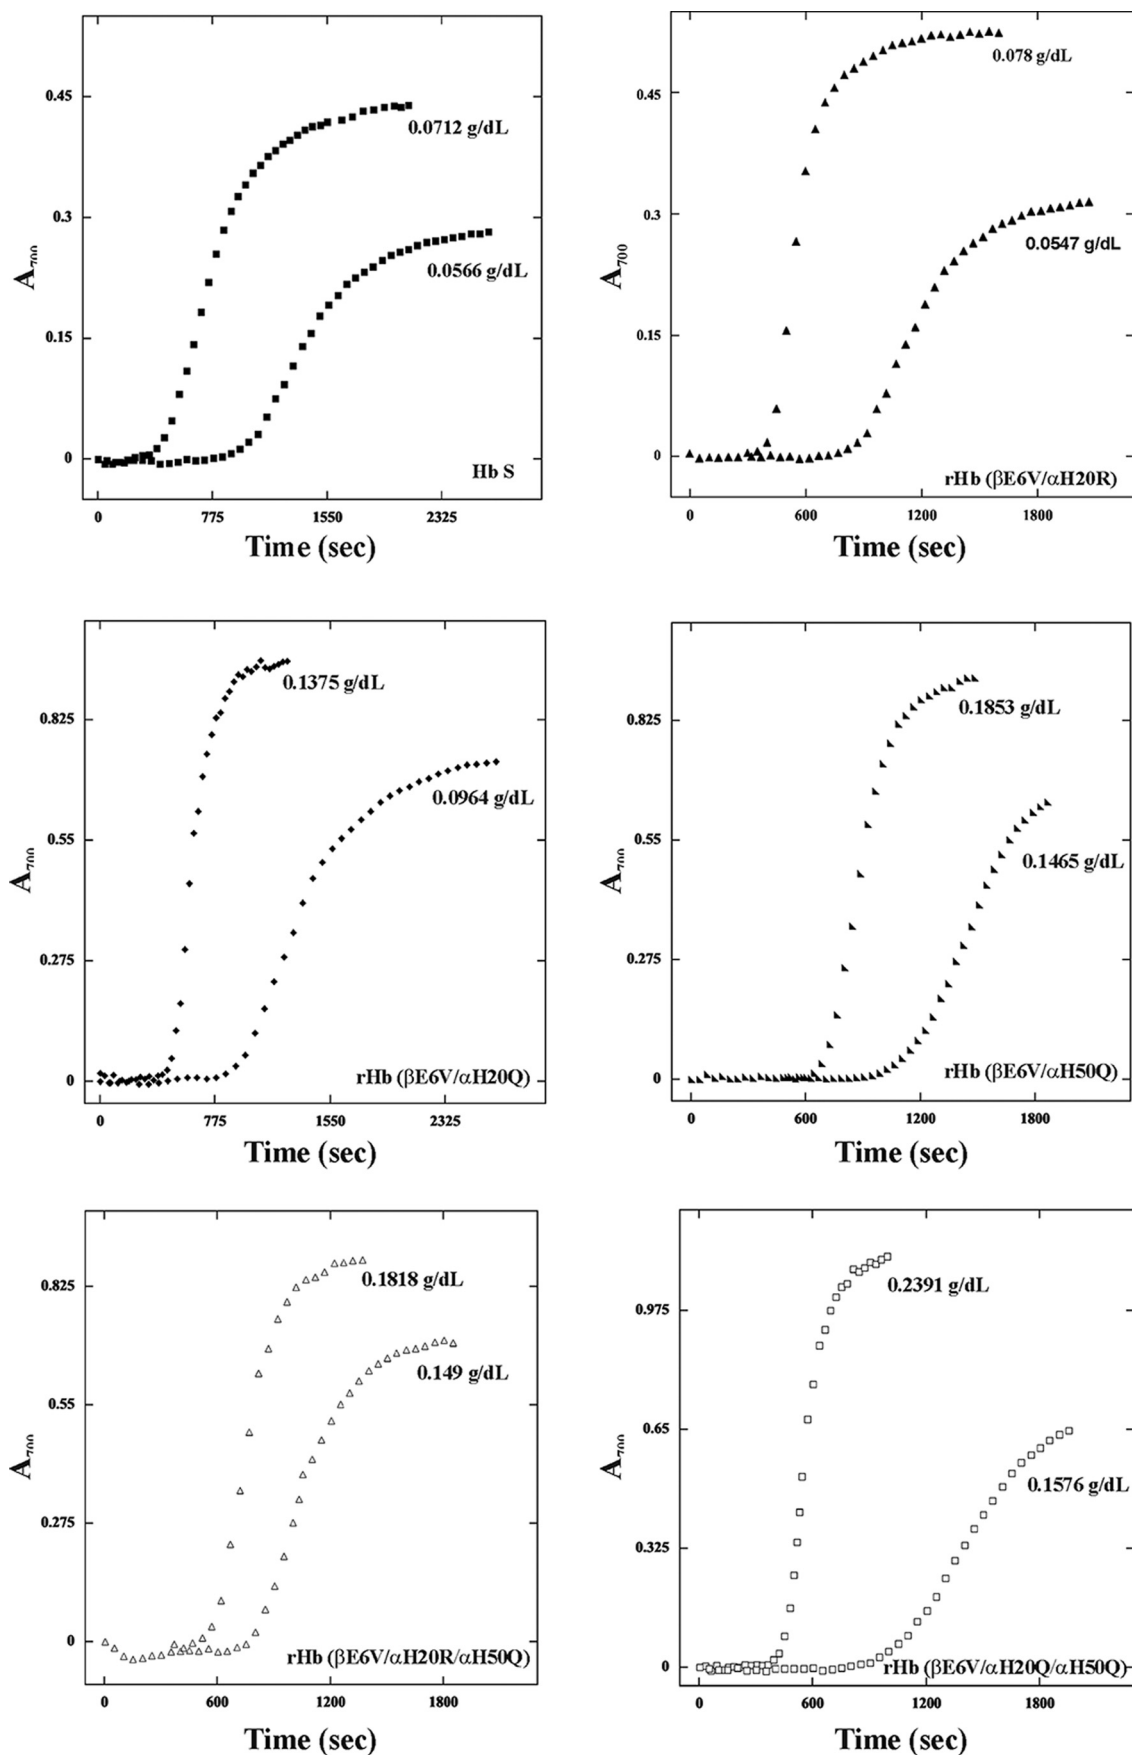 0.45
0.3
0.15
0
A700
0.0712 g/dL
0.0566 g/dL
Hb S
0 775 1550 2325
Time (sec)
0.45
0.3
0.15
0
A700
0.078 g/dL
0.0547 g/dL
rHb (βE6V/αH20R)
0 600 1200 1800
Time (sec)
0.825
0.55
0.275
0
A700
0.1375 g/dL
0.0964 g/dL
rHb (βE6V/αH20Q)
0 775 1550 2325
Time (sec)
0.825
0.55
0.275
0
A700
0.1853 g/dL
0.1465 g/dL
rHb (βE6V/αH50Q)
0 600 1200 1800
Time (sec)
0.825
0.55
0.275
0
A700
0.1818 g/dL
0.149 g/dL
rHb (βE6V/αH20R/αH50Q)
0 600 1200 1800
Time (sec)
0.975
0.65
0.325
0
A700
0.2391 g/dL
0.1576 g/dL
rHb (βE6V/αH20Q/αH50Q)
0 600 1200 1800
Time (sec)